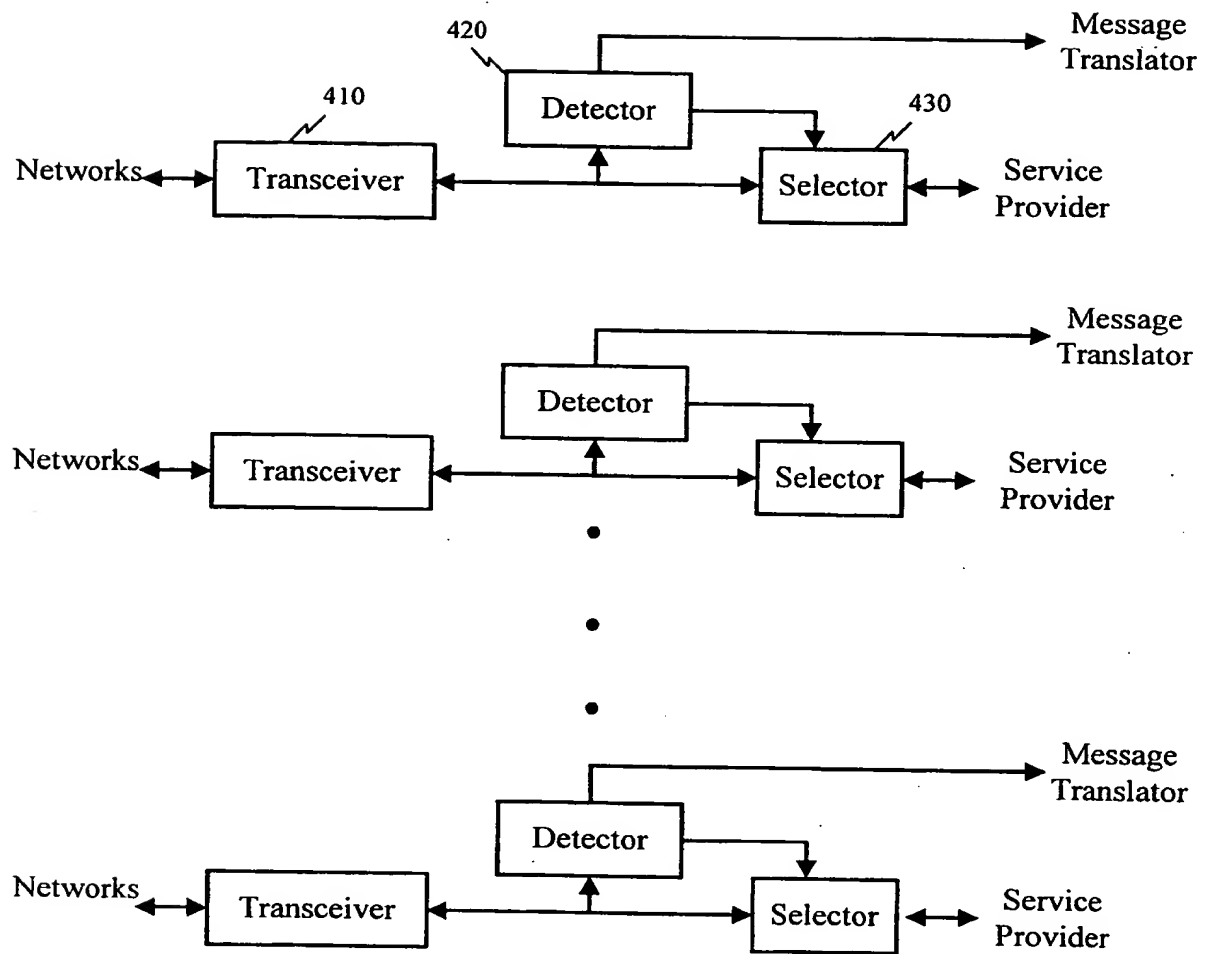 Message
Translator
420
Detector
410
430
Networks
Transceiver
Selector
Service
Provider
Message
Translator
Detector
Networks
Transceiver
Selector
Service
Provider
Message
Translator
Detector
Networks
Transceiver
Selector
Service
Provider